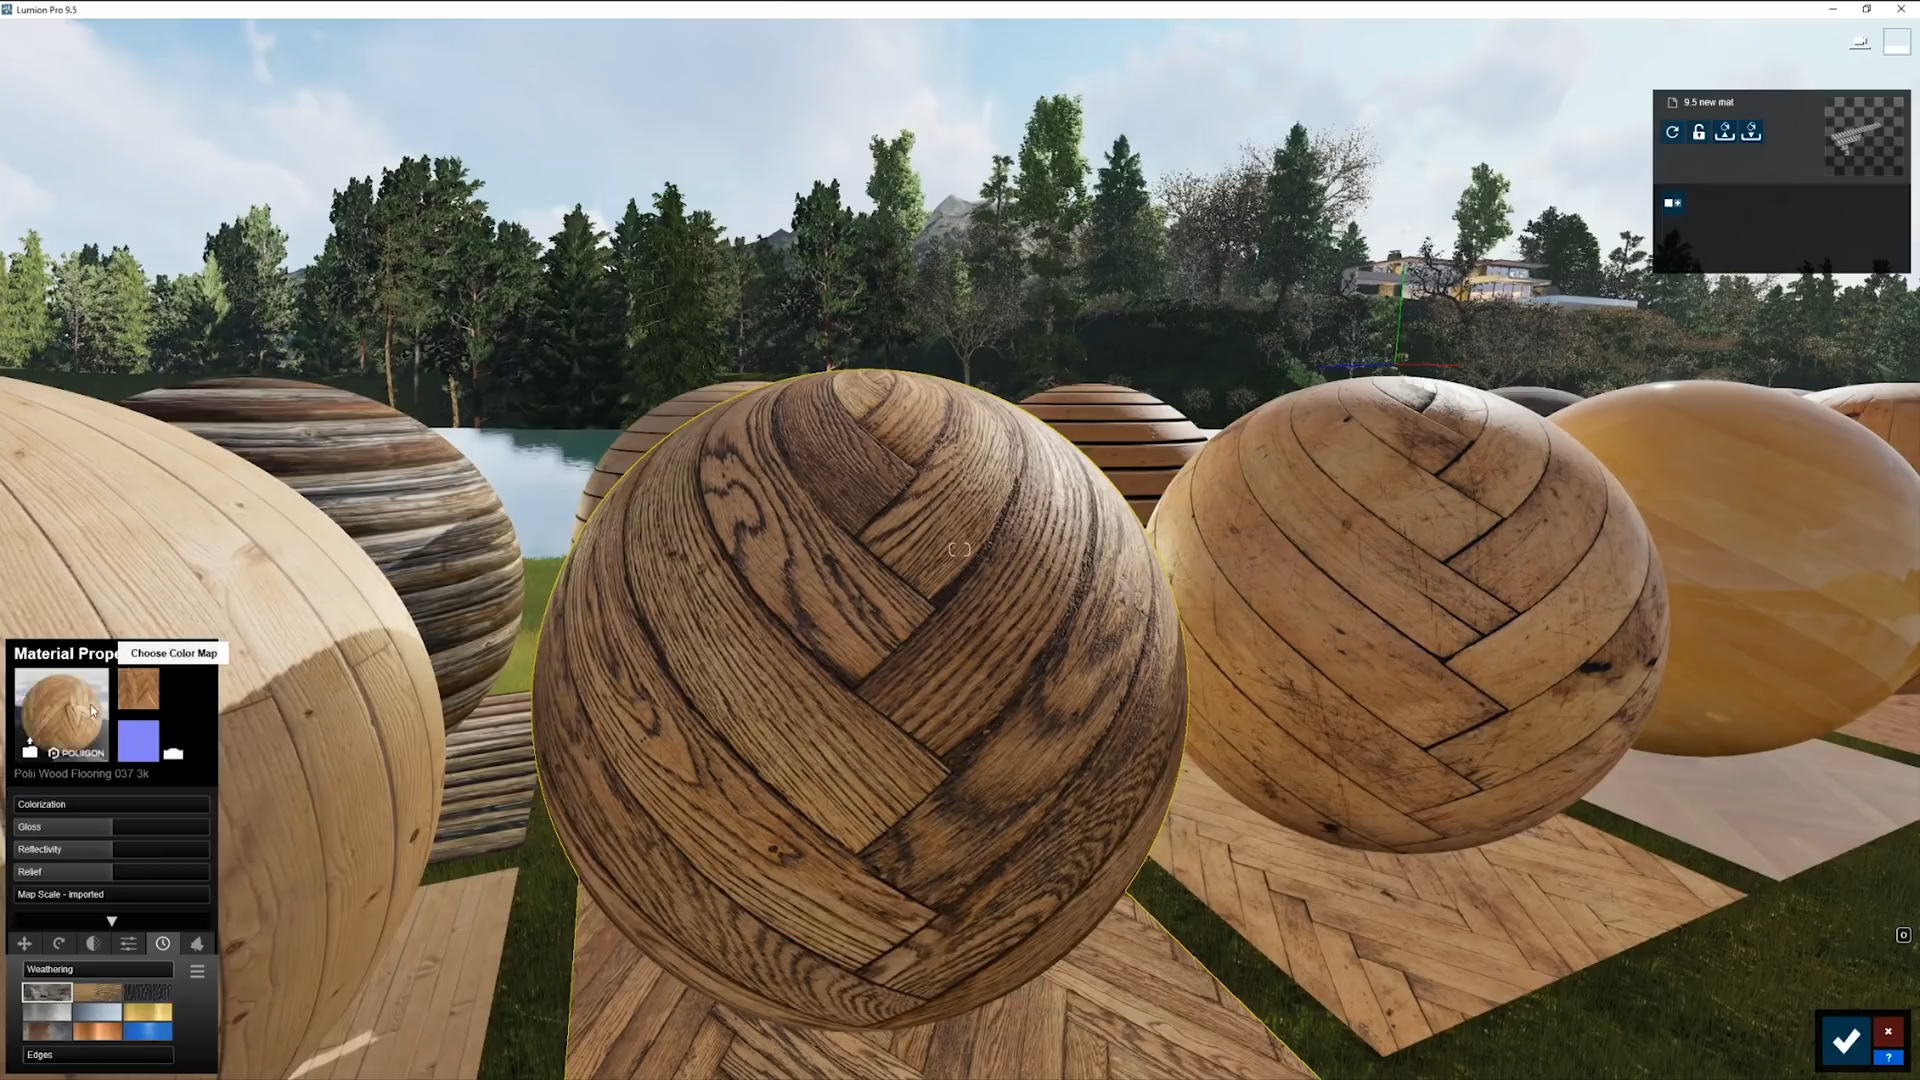 Lumion Pro 9.5
9.5 new mat
Material Prope
Choose Color Map
POLIIGON
Polii Wood Flooring 037 3k
Colorization
Gloss
Reflectivity
Relief
Map Scale - imported
Weathering
Edges
O
?